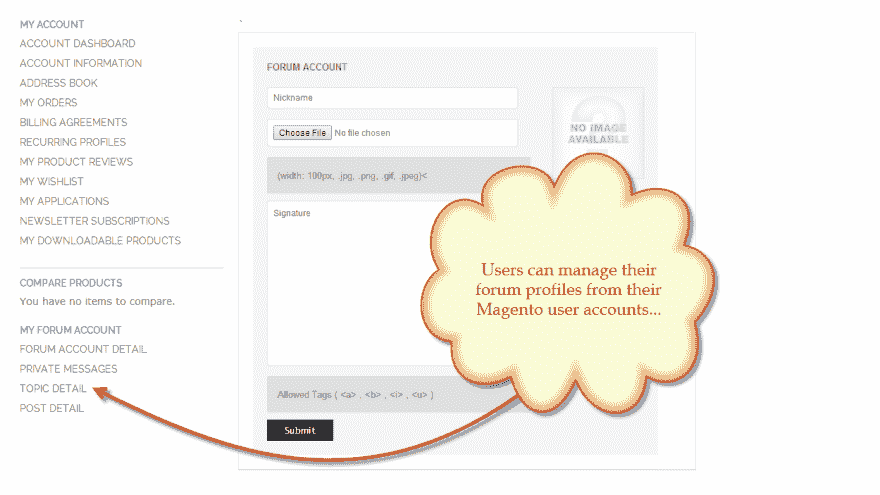 MY ACCOUNT
ACCOUNT DASHBOARD
ACCOUNT INFORMATION
ADDRESS BOOK
MY ORDERS
BILLING AGREEMENTS
RECURRING PROFILES
MY PRODUCT REVIEWS
MY WISHLIST
MY APPLICATIONS
NEWSLETTER SUBSCRIPTIONS
MY DOWNLOADABLE PRODUCTS
COMPARE PRODUCTS
You have no items to compare.
MY FORUM ACCOUNT
FORUM ACCOUNT DETAIL
PRIVATE MESSAGES
TOPIC DETAIL
POST DETAIL
FORUM ACCOUNT
Nickname
Choose File No file chosen
(width: 100px, .jpg, .png, .gif, .jpeg)<
Signature
Allowed Tags ( <a> , <b> , <i> , <u> )
Submit
NO IMAGE
AVAILABLE
Users can manage their
forum profiles from their
Magento user accounts...